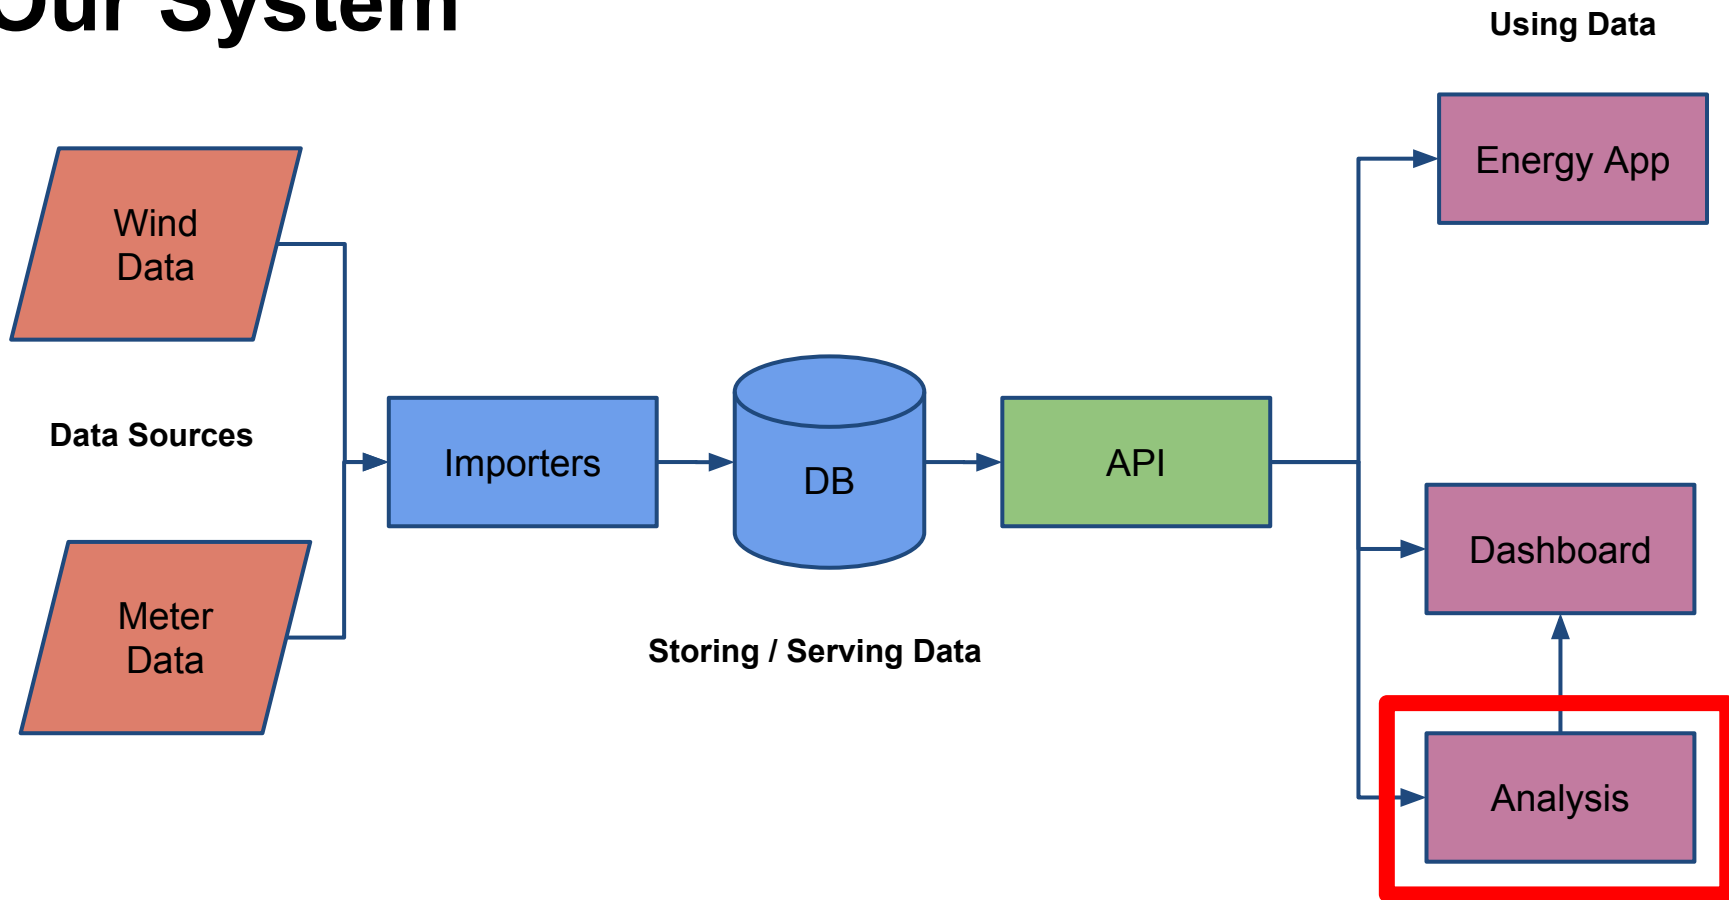 Our System
Using Data
Energy App
Wind
Data
Data Sources
Importers
DB
API
Dashboard
Meter
Data
Storing / Serving Data
Analysis